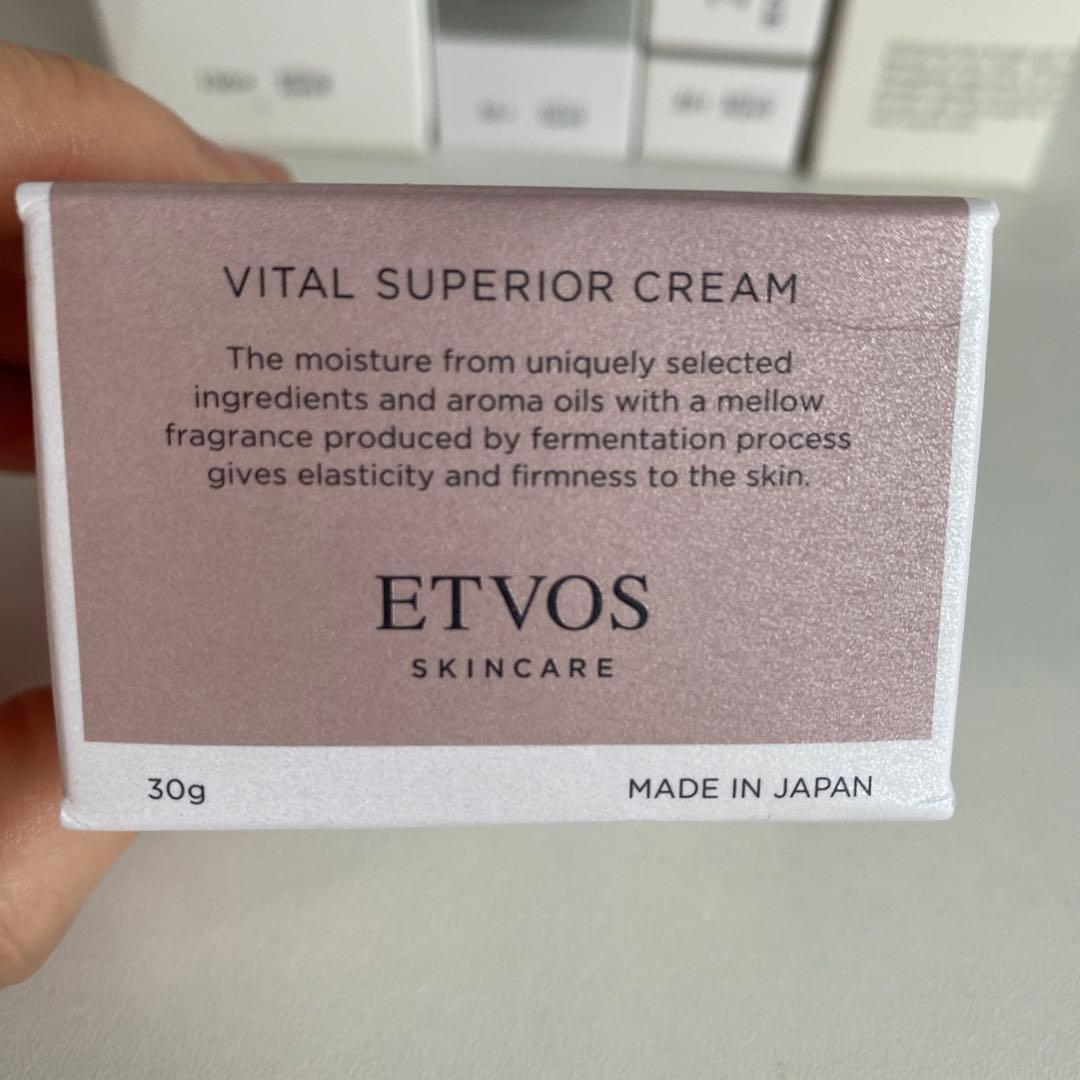 VITAL SUPERIOR CREAM
The moisture from uniquely selected
ingredients and aroma oils with a mellow
fragrance produced by fermentation process
gives elasticity and firmness to the skin.
ETVOS
SKINCARE
30g
MADE IN JAPAN